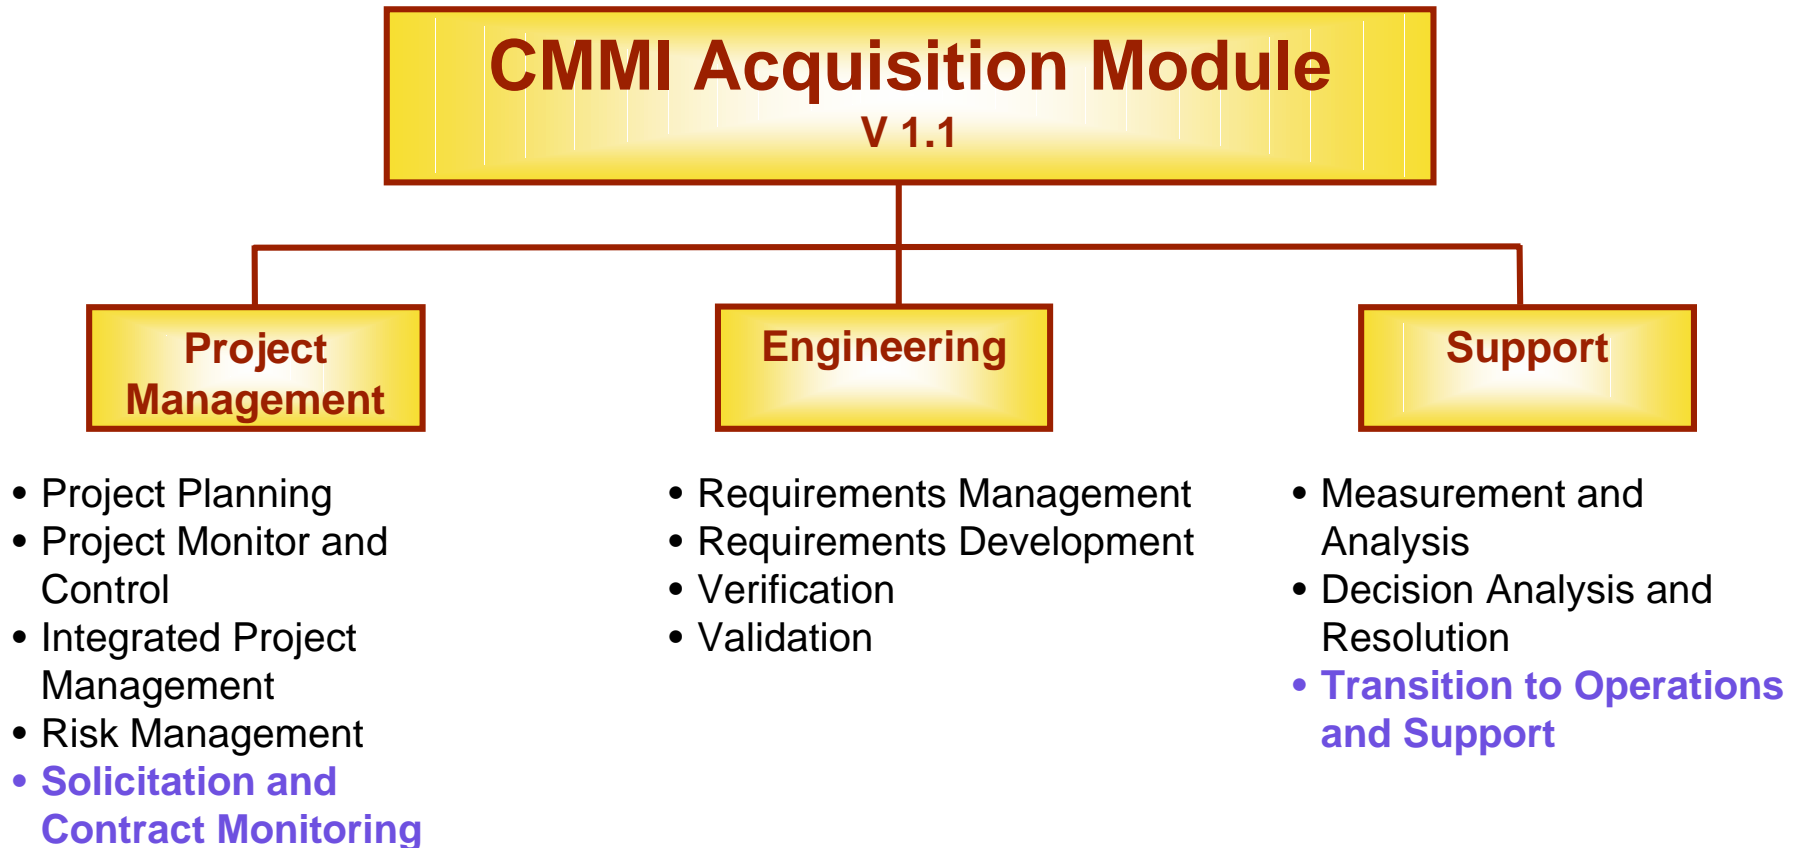 CMMI Acquisition Module
V 1.1
Project
Management
Engineering
Support
• Project Planning
• Project Monitor and
Control
• Integrated Project
Management
• Risk Management
• Solicitation and
Contract Monitoring
• Requirements Management
• Requirements Development
• Verification
• Validation
• Measurement and
Analysis
• Decision Analysis and
Resolution
• Transition to Operations
and Support